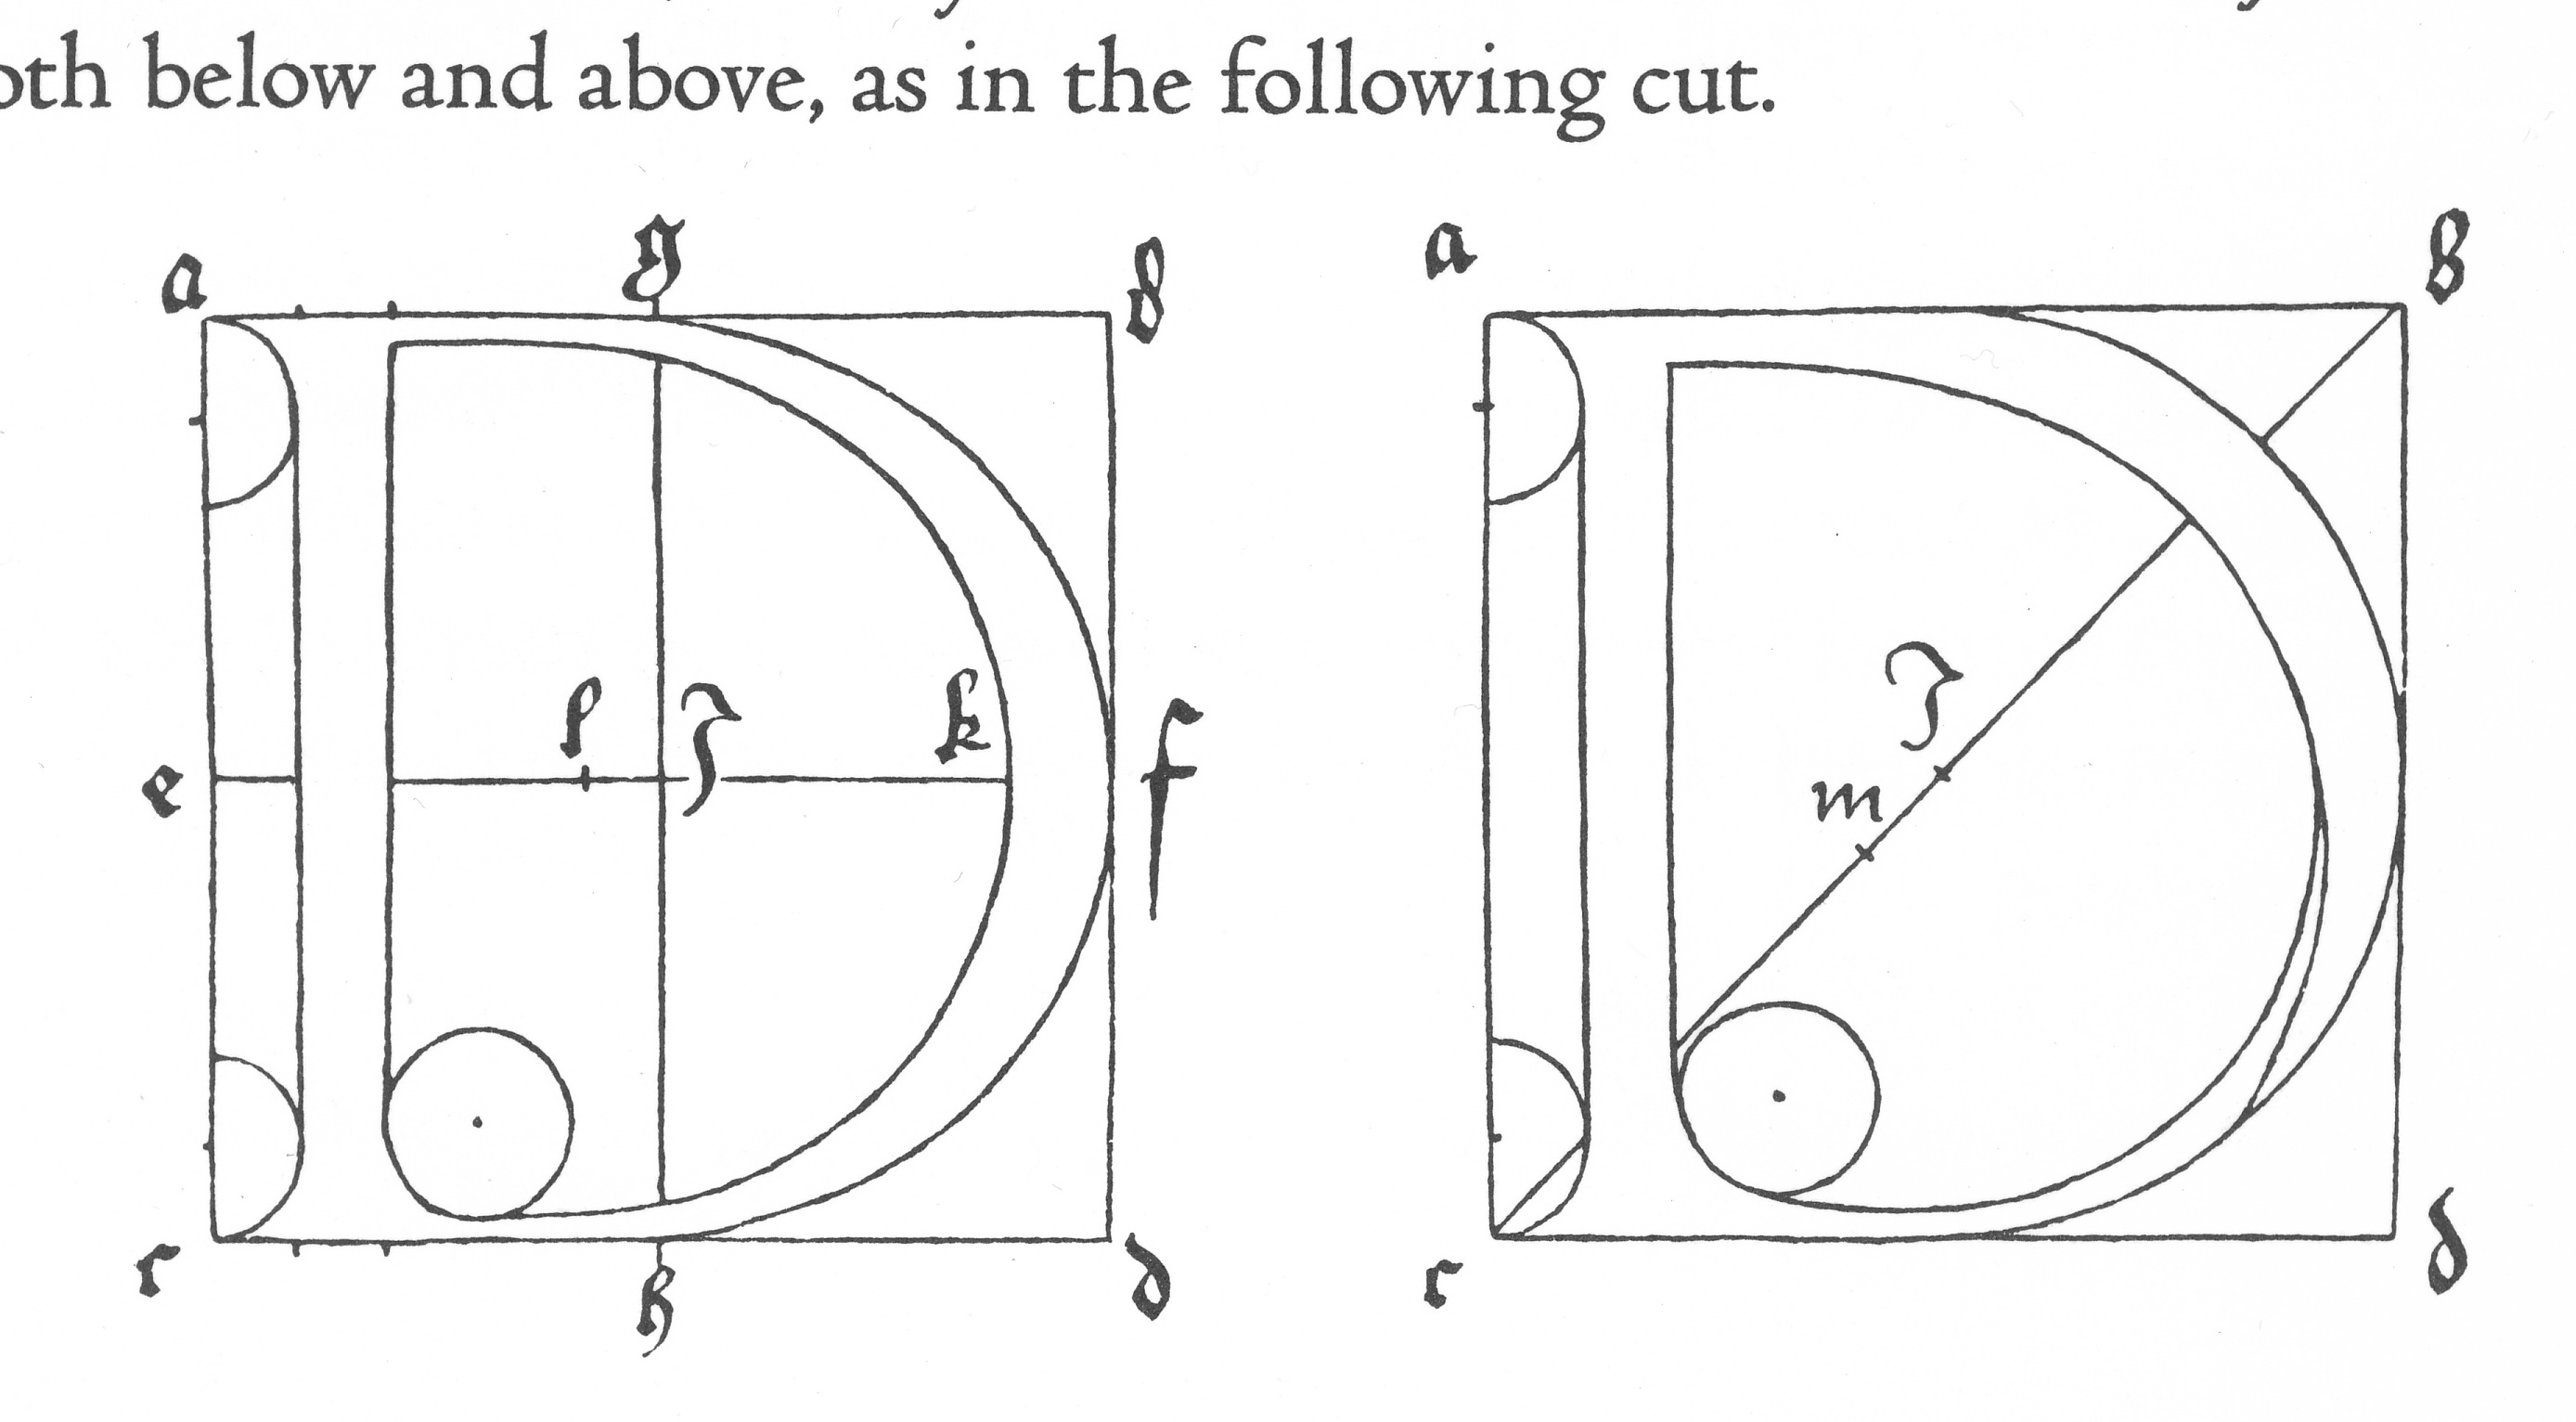 oth below and above, as in the following cut.
a g b
a b
e l i k f
i
m
c h d
c d